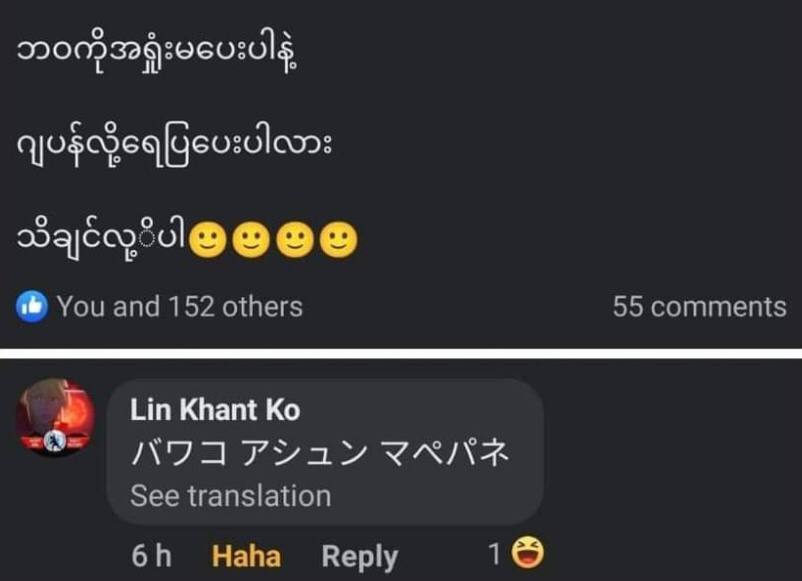 ဘဝကိုအရှုံးမပေးပါနဲ့
ဂျပန်လို့ရေပြပေးပါလား
သိချင်လု့ိပါ🙂🙂🙂🙂
You and 152 others 55 comments
Lin Khant Ko
バワコ アシュン マペパネ
See translation
6 h Haha Reply 1